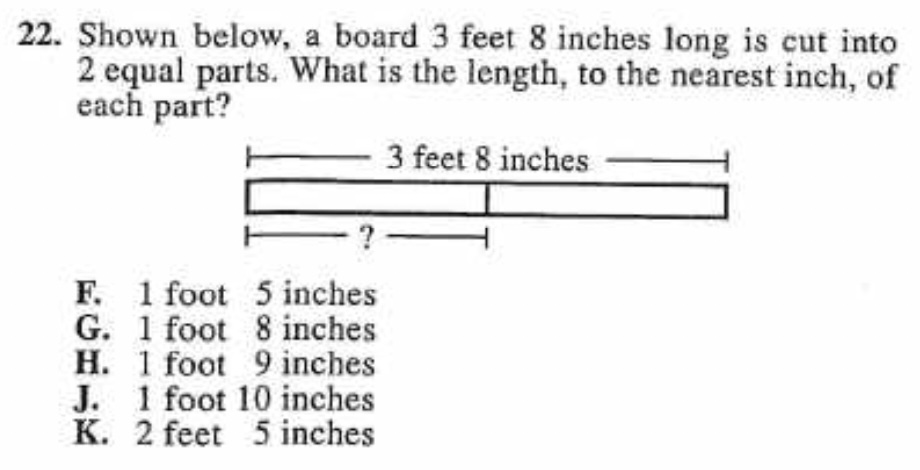 22. Shown below, a board 3 feet 8 inches long is cut into
2 equal parts. What is the length, to the nearest inch, of
each part?
3 feet 8 inches
?
F. 1 foot 5 inches
G. 1 foot 8 inches
H. 1 foot 9 inches
J. 1 foot 10 inches
K. 2 feet 5 inches